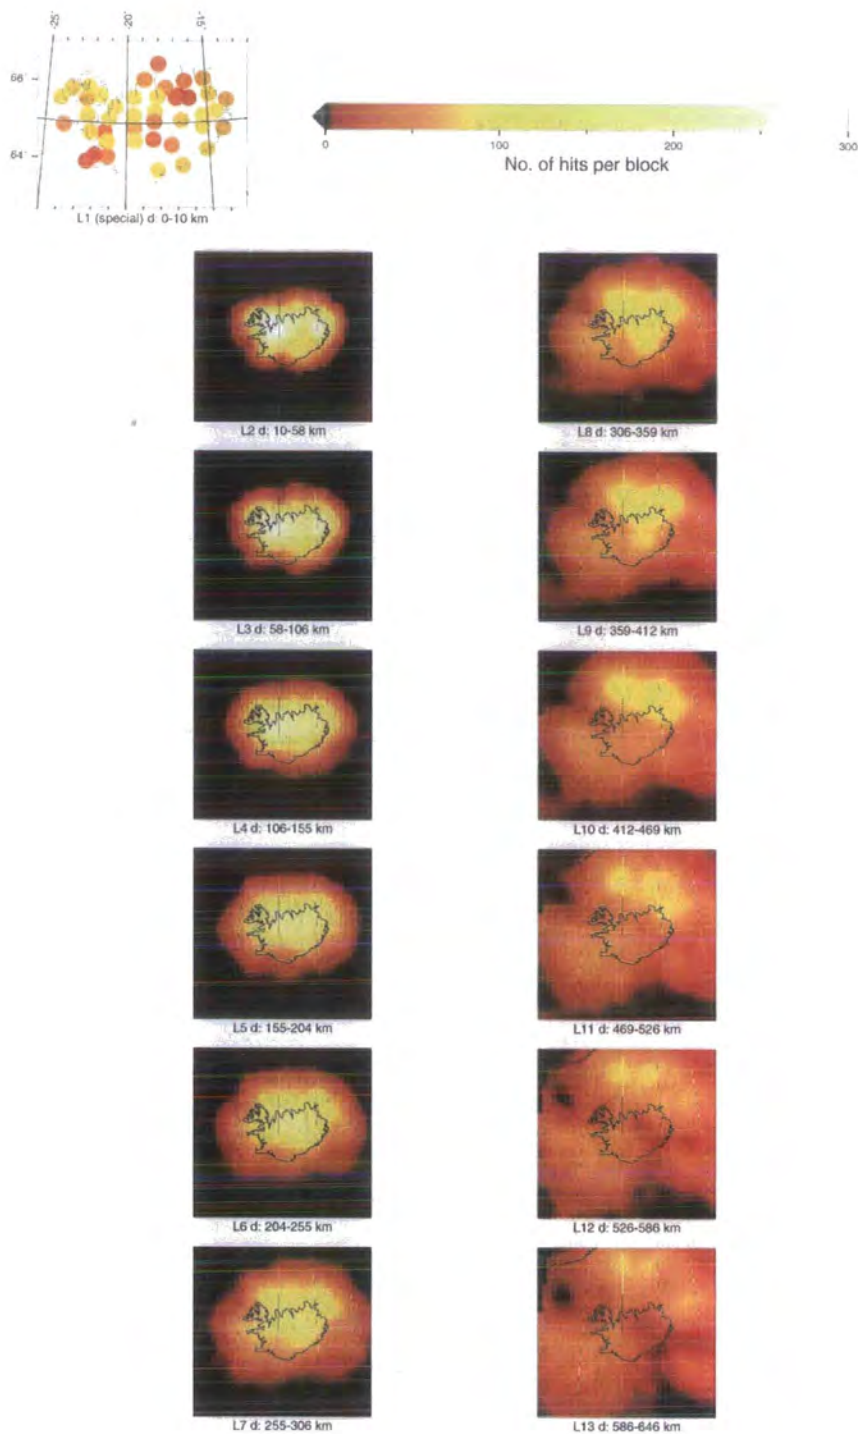 -25° -20° -15°
66°
64°
L1 (special) d: 0-10 km
0 100 200 300
No. of hits per block
L2 d: 10-58 km
L8 d: 306-359 km
L3 d: 58-106 km
L9 d: 359-412 km
L4 d: 106-155 km
L10 d: 412-469 km
L5 d: 155-204 km
L11 d: 469-526 km
L6 d: 204-255 km
L12 d: 526-586 km
L7 d: 255-306 km
L13 d: 586-646 km